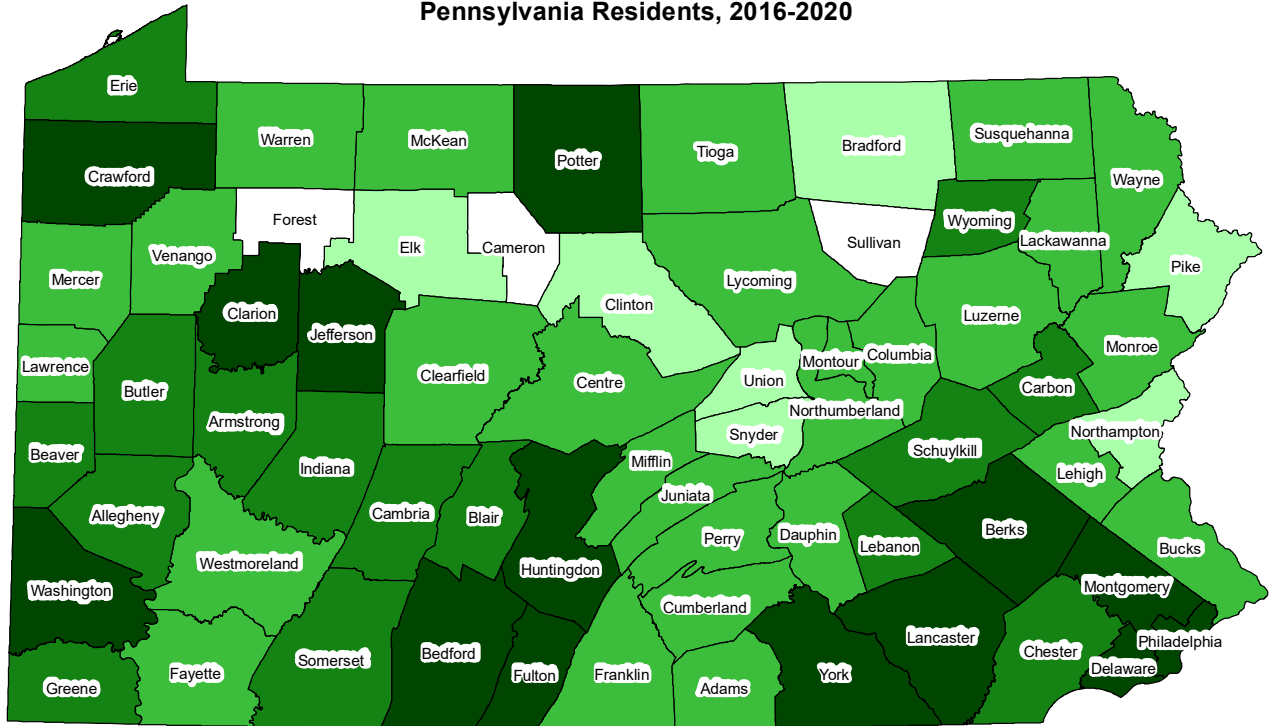 Pennsylvania Residents, 2016-2020
Erie
Warren
McKean
Potter
Tioga
Bradford
Susquehanna
Wayne
Crawford
Forest
Elk
Cameron
Sullivan
Wyoming
Lackawanna
Pike
Mercer
Venango
Clarion
Jefferson
Clinton
Lycoming
Luzerne
Monroe
Lawrence
Butler
Clearfield
Centre
Union
Montour
Columbia
Carbon
Northampton
Armstrong
Northumberland
Snyder
Beaver
Indiana
Mifflin
Schuylkill
Lehigh
Juniata
Allegheny
Cambria
Blair
Perry
Dauphin
Lebanon
Berks
Bucks
Westmoreland
Huntingdon
Washington
Cumberland
Montgomery
Philadelphia
Lancaster
Chester
Delaware
Somerset
Bedford
Fulton
Franklin
Adams
York
Fayette
Greene